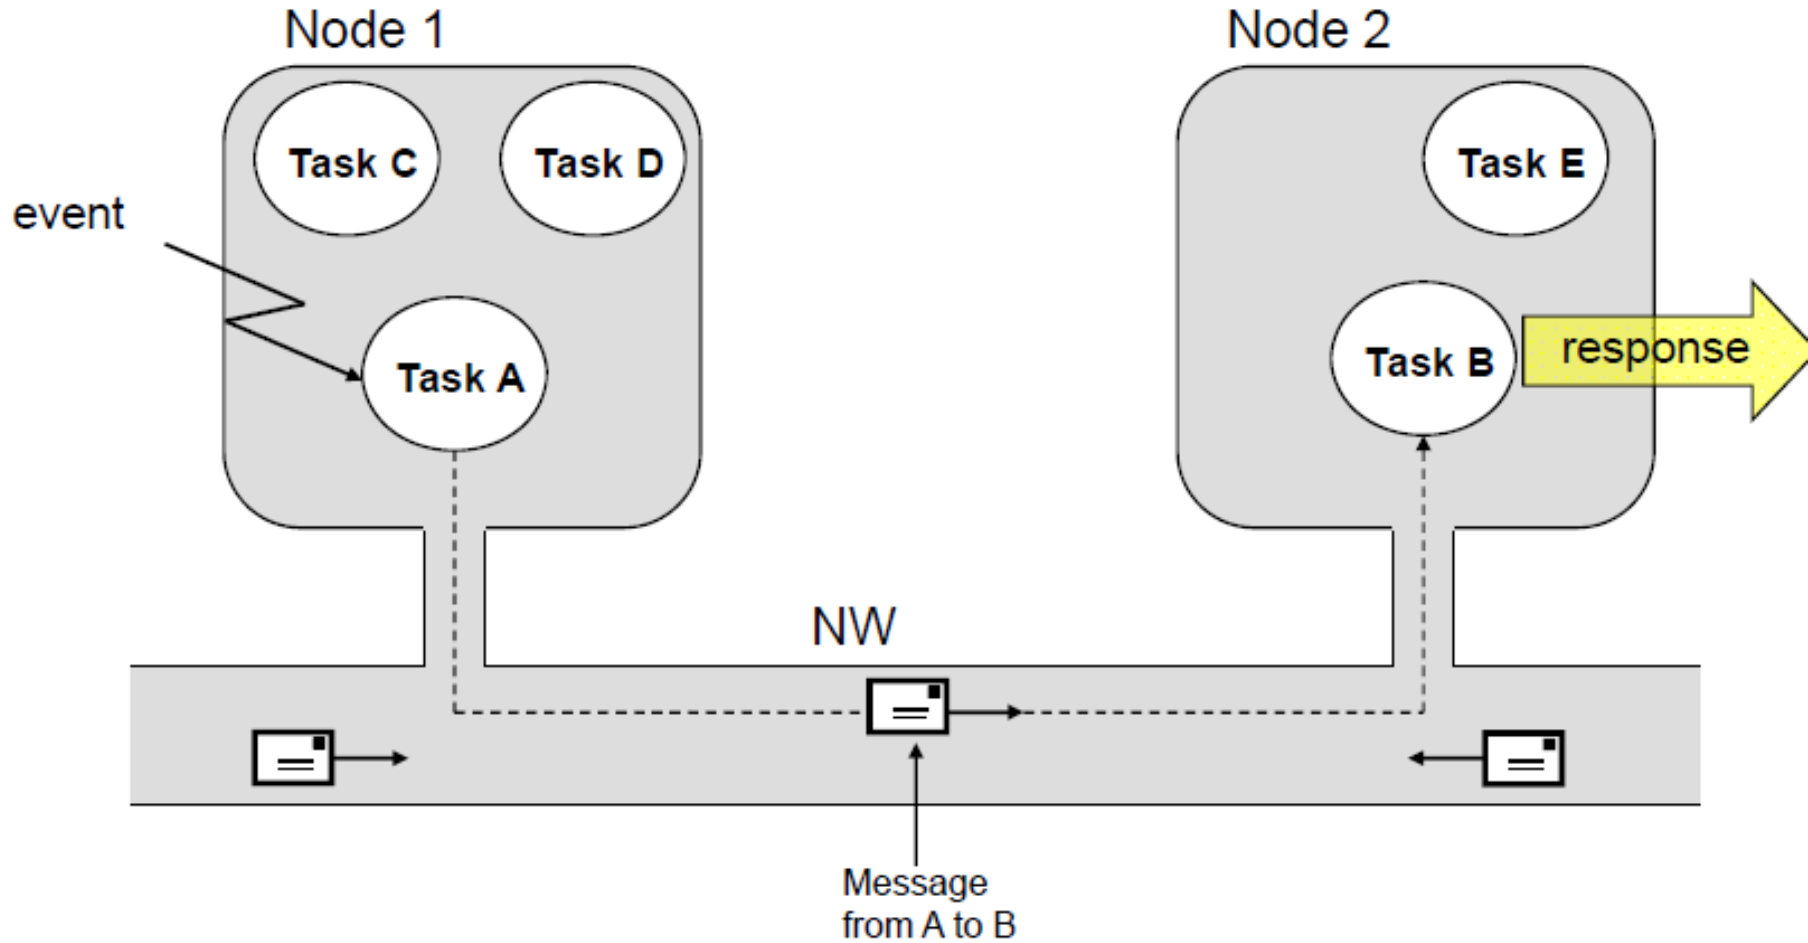 Node 1
Node 2
Task C
Task D
Task E
event
Task A
Task B
response
NW
Message
from A to B